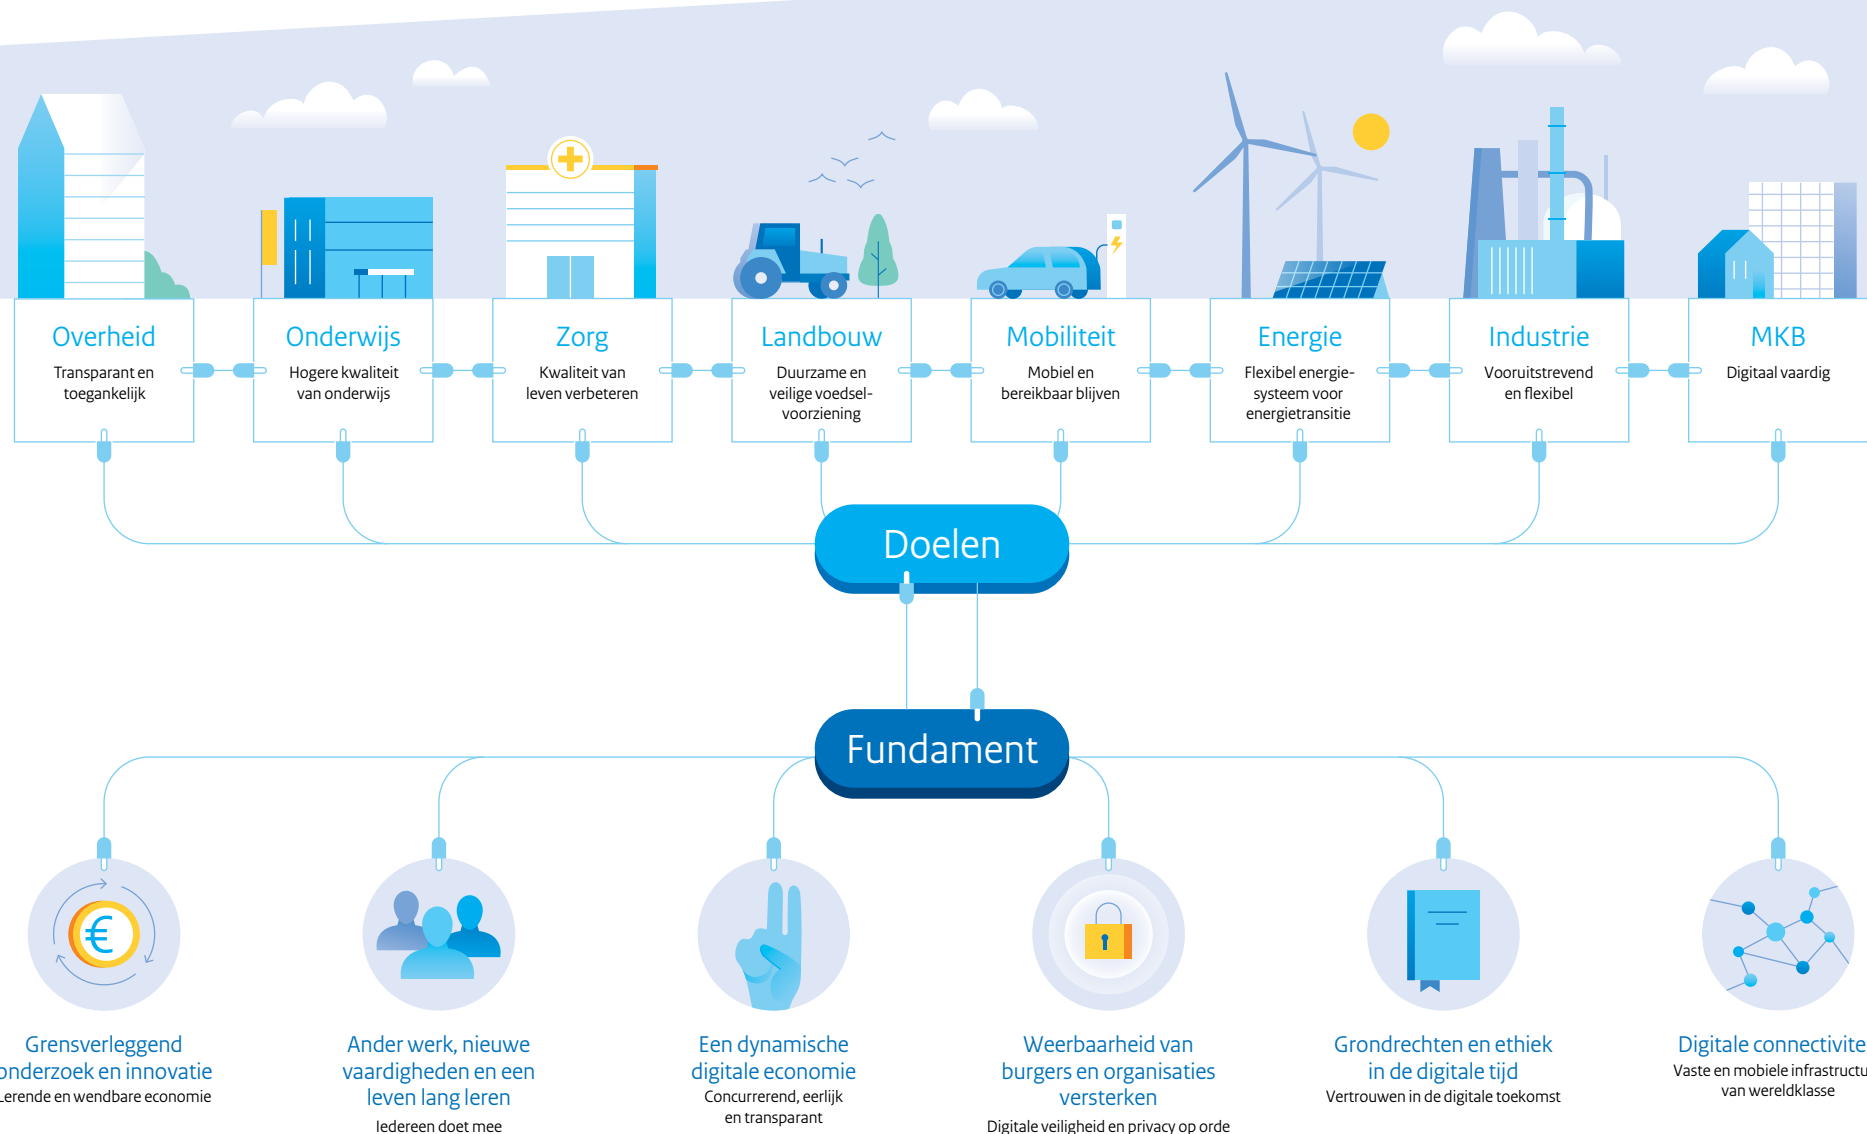 Overheid
Transparant en
toegankelijk
Onderwijs
Hogere kwaliteit
van onderwijs
Zorg
Kwaliteit van
leven verbeteren
Landbouw
Duurzame en
veilige voedsel-
voorziening
Mobiliteit
Mobiel en
bereikbaar blijven
Energie
Flexibel energie-
systeem voor
energietransitie
Industrie
Vooruitstrevend
en flexibel
MKB
Digitaal vaardig
Doelen
Fundament
€
Grensverleggend
onderzoek en innovatie
Lerende en wendbare economie
Ander werk, nieuwe
vaardigheden en een
leven lang leren
Iedereen doet mee
Een dynamische
digitale economie
Concurrerend, eerlijk
en transparant
Weerbaarheid van
burgers en organisaties
versterken
Digitale veiligheid en privacy op orde
Grondrechten en ethiek
in de digitale tijd
Vertrouwen in de digitale toekomst
Digitale connectivite
Vaste en mobiele infrastructu
van wereldklasse